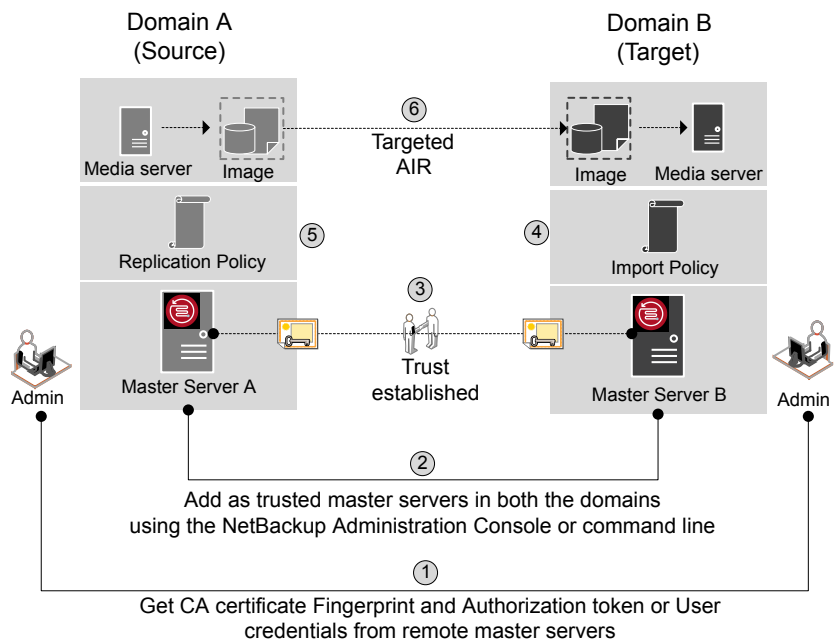 Domain A
(Source)
Domain B
(Target)
6
Targeted
AIR
Media server
Image
Image
Media server
5
4
Replication Policy
Import Policy
3
Trust
established
Master Server A
Master Server B
Admin
Admin
2
Add as trusted master servers in both the domains
using the NetBackup Administration Console or command line
1
Get CA certificate Fingerprint and Authorization token or User
credentials from remote master servers